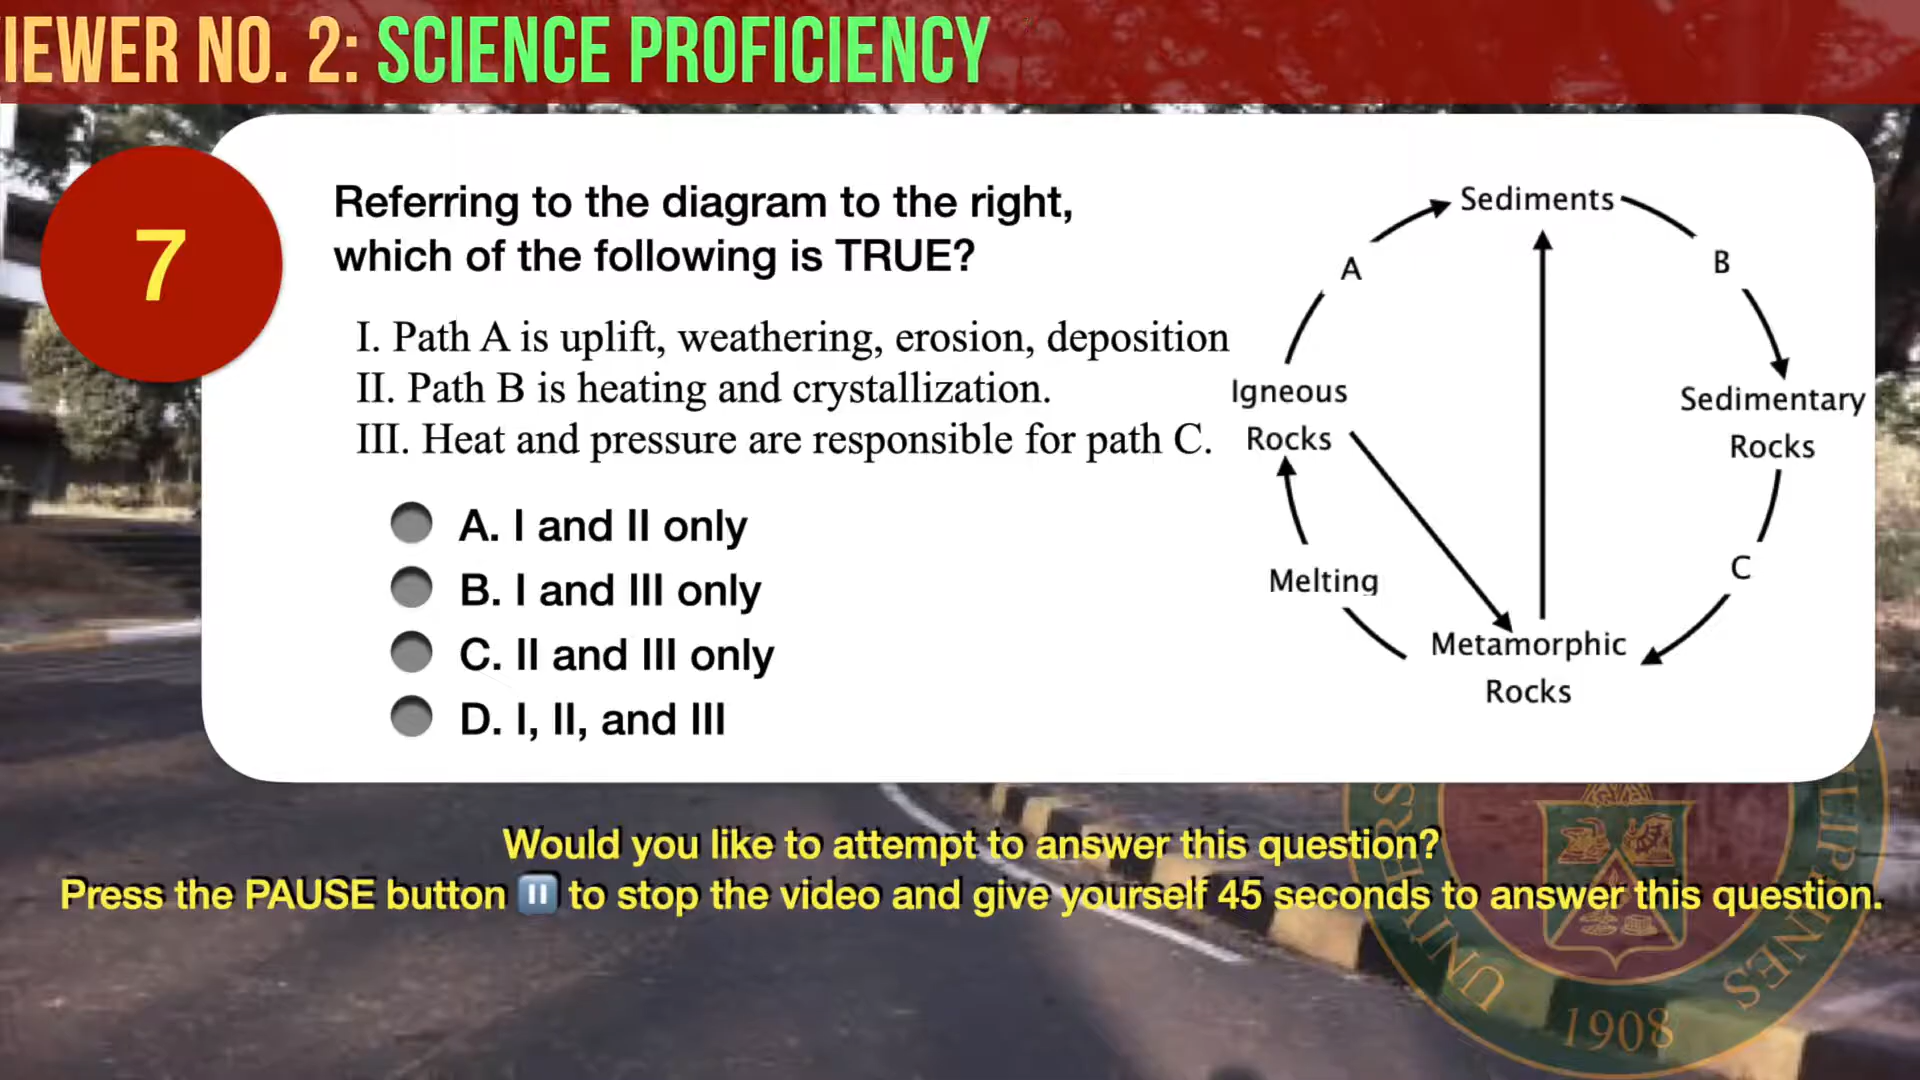 IEWER NO. 2: SCIENCE PROFICIENCY
7
Referring to the diagram to the right,
which of the following is TRUE?
I. Path A is uplift, weathering, erosion, deposition
II. Path B is heating and crystallization.
III. Heat and pressure are responsible for path C.
A. I and II only
B. I and III only
C. II and III only
D. I, II, and III
Sediments
A
B
Igneous
Rocks
Sedimentary
Rocks
Melting
C
Metamorphic
Rocks
Would you like to attempt to answer this question?
Press the PAUSE button ⏸ to stop the video and give yourself 45 seconds to answer this question.
1908